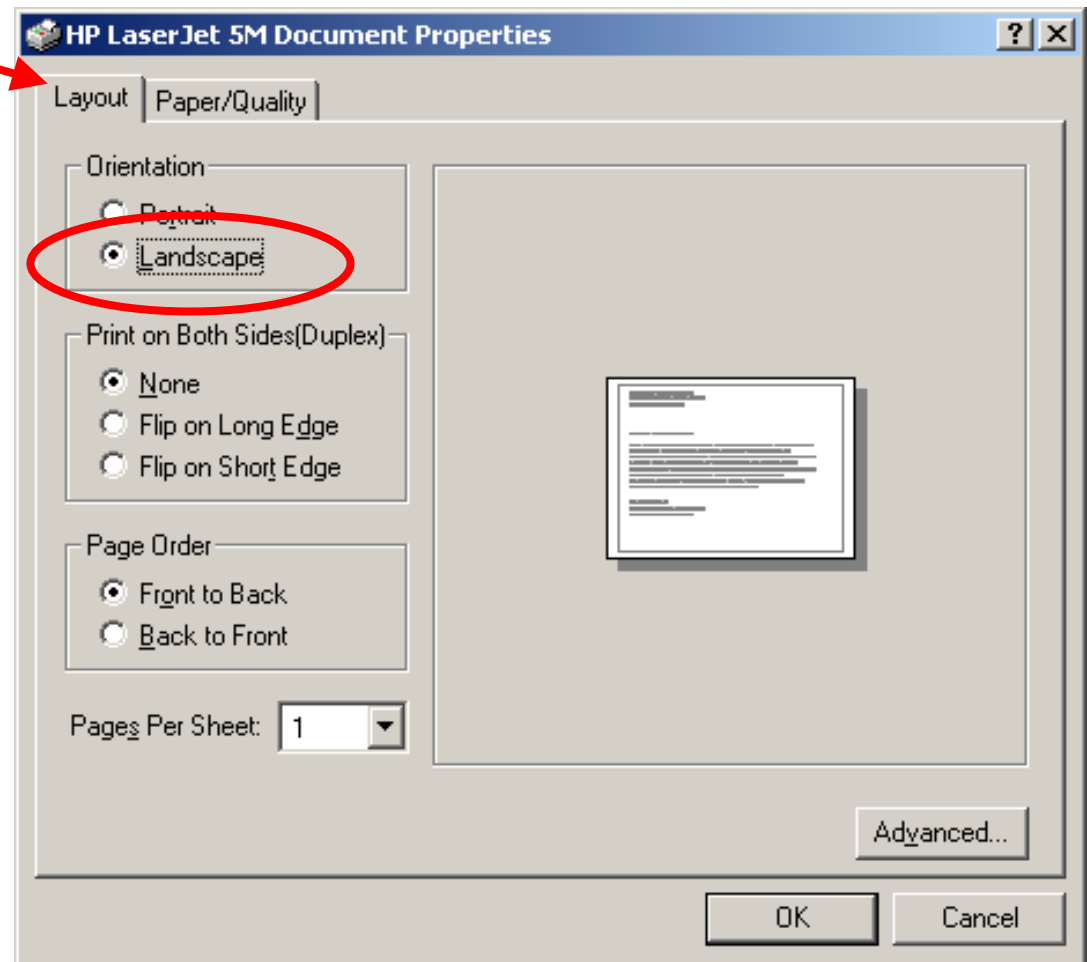 HP LaserJet 5M Document Properties
Layout Paper/Quality
Orientation
Portrait
Landscape
Print on Both Sides(Duplex)
None
Flip on Long Edge
Flip on Short Edge
Page Order
Front to Back
Back to Front
Pages Per Sheet: 1
Advanced...
OK Cancel